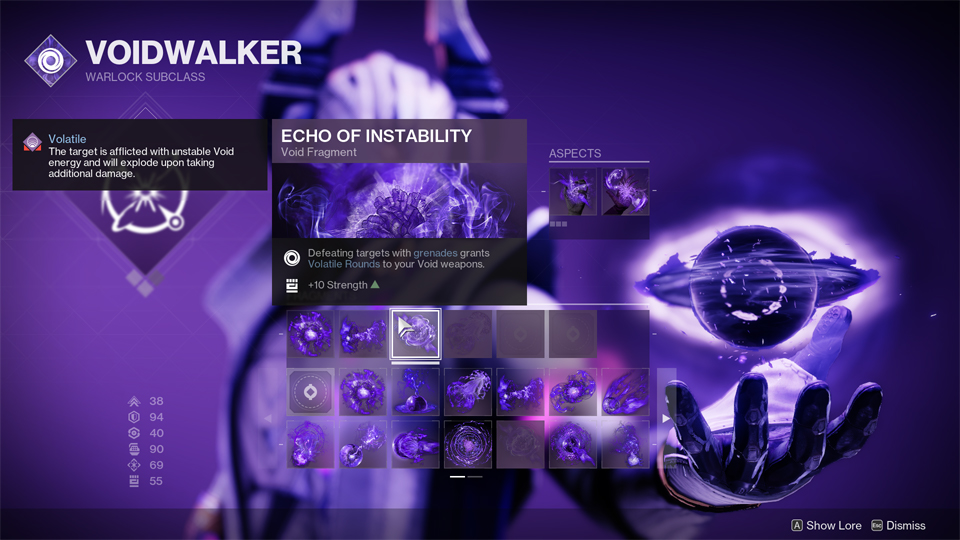 VOIDWALKER
WARLOCK SUBCLASS
Volatile
The target is afflicted with unstable Void
energy and will explode upon taking
additional damage.
ECHO OF INSTABILITY
Void Fragment
Defeating targets with grenades grants
Volatile Rounds to your Void weapons.
+10 Strength
ASPECTS
38
94
40
90
69
55
A Show Lore
Esc Dismiss